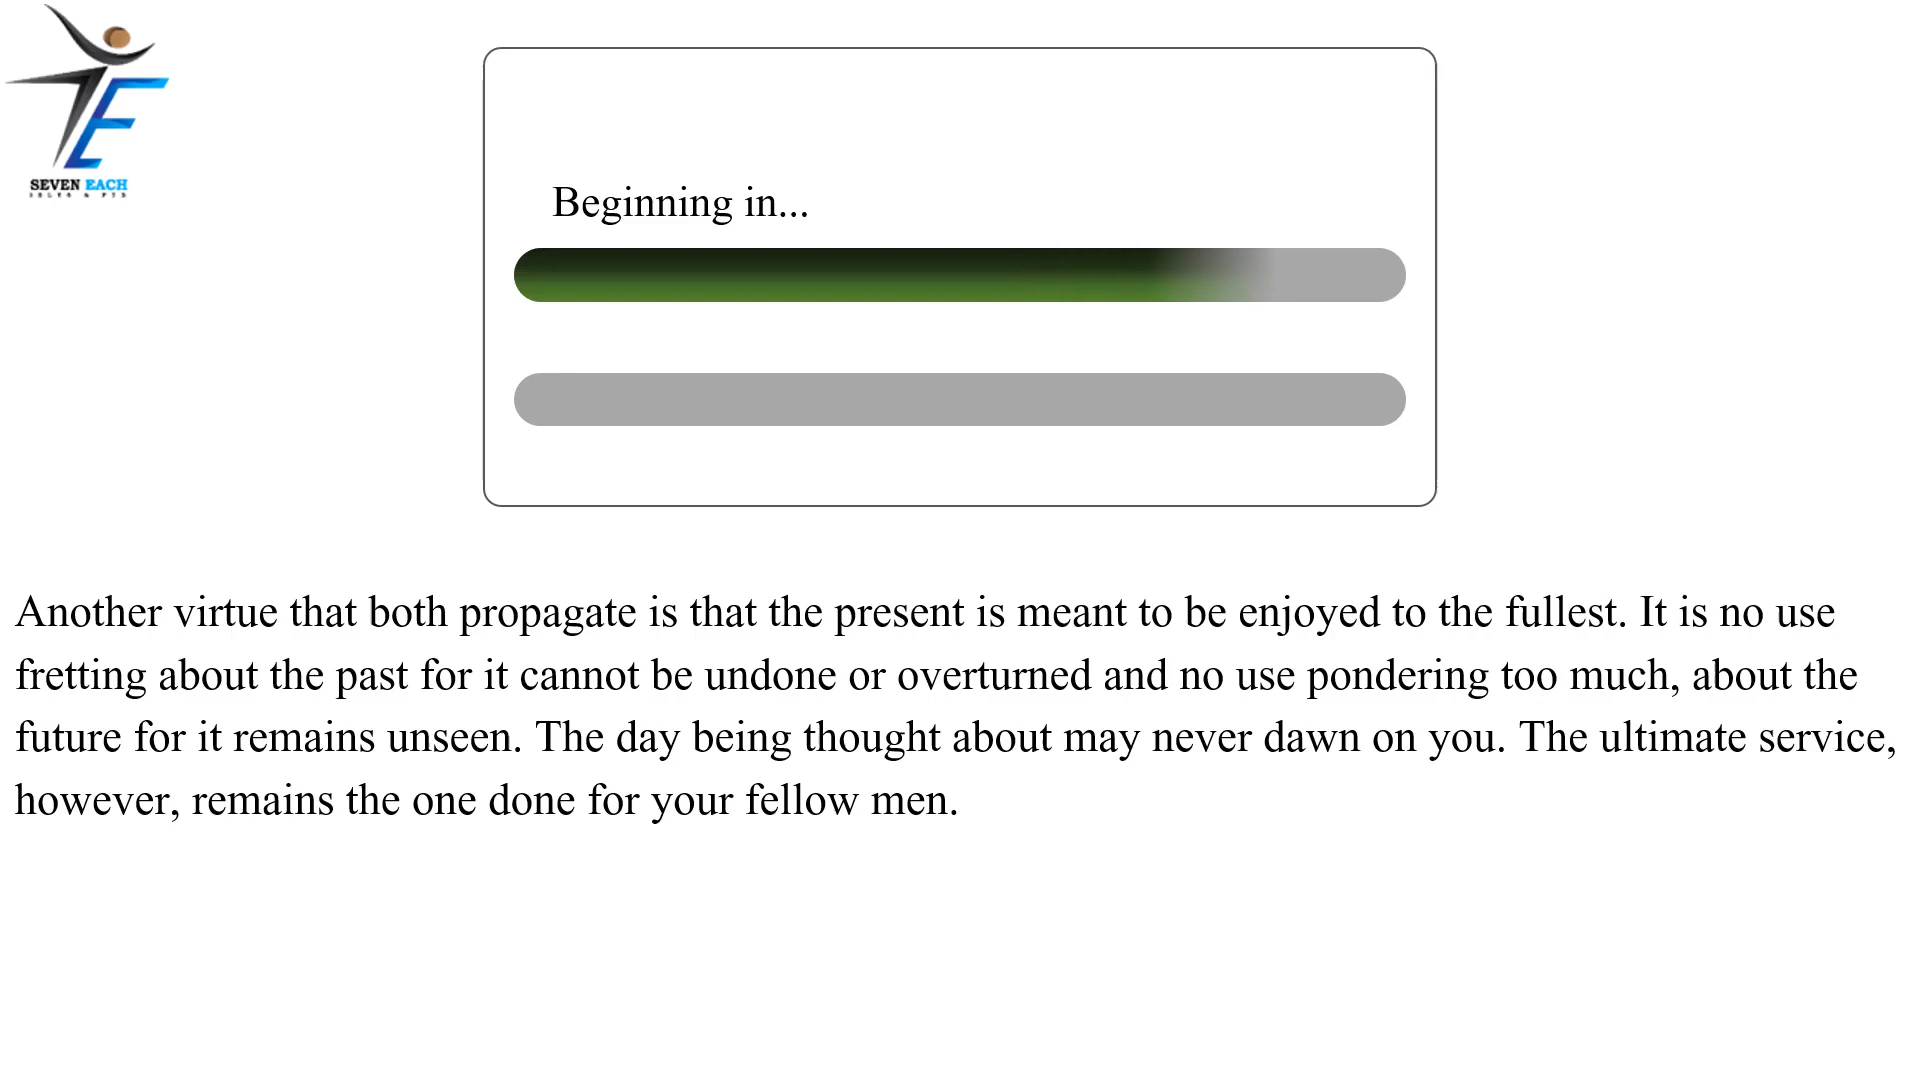 SEVEN EACH
Beginning in...
Another virtue that both propagate is that the present is meant to be enjoyed to the fullest. It is no use
fretting about the past for it cannot be undone or overturned and no use pondering too much, about the
future for it remains unseen. The day being thought about may never dawn on you. The ultimate service,
however, remains the one done for your fellow men.